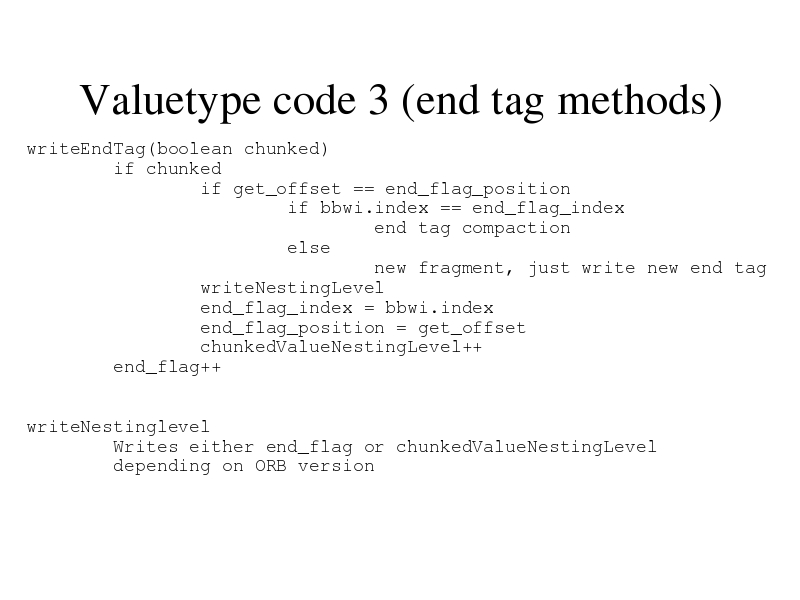 Valuetype code 3 (end tag methods)
writeEndTag(boolean chunked)
if chunked
if get_offset == end_flag_position
if bbwi.index == end_flag_index
end tag compaction
else
new fragment, just write new end tag
writeNestingLevel
end_flag_index = bbwi.index
end_flag_position = get_offset
chunkedValueNestingLevel++
end_flag++
writeNestinglevel
Writes either end_flag or chunkedValueNestingLevel
depending on ORB version